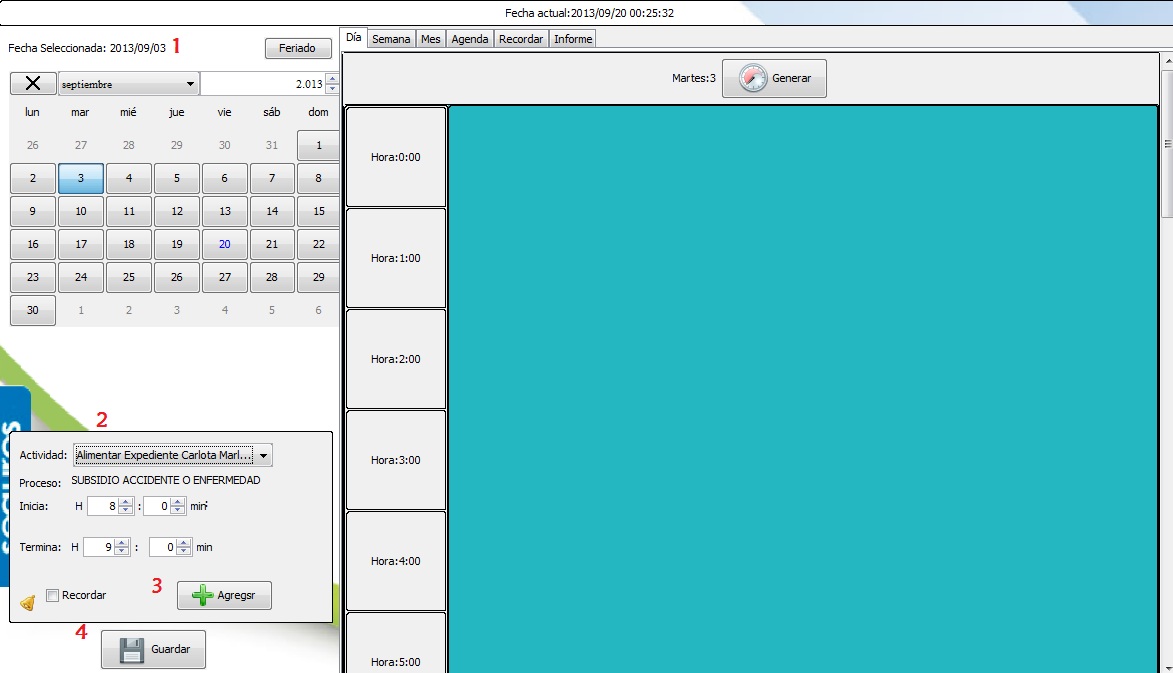 Fecha actual:2013/09/20 00:25:32
Fecha Seleccionada: 2013/09/03 1
Feriado
septiembre 2.013
lun mar mié jue vie sáb dom
26 27 28 29 30 31 1
2 3 4 5 6 7 8
9 10 11 12 13 14 15
16 17 18 19 20 21 22
23 24 25 26 27 28 29
30 1 2 3 4 5 6
2
Actividad: Alimentar Expediente Carlota Marl...
Proceso: SUBSIDIO ACCIDENTE O ENFERMEDAD
Inicia: H 8 : 0 min:
Termina: H 9 : 0 min
Recordar
3
Agregsr
4
Guardar
Día Semana Mes Agenda Recordar Informe
Martes:3 Generar
Hora:0:00
Hora:1:00
Hora:2:00
Hora:3:00
Hora:4:00
Hora:5:00